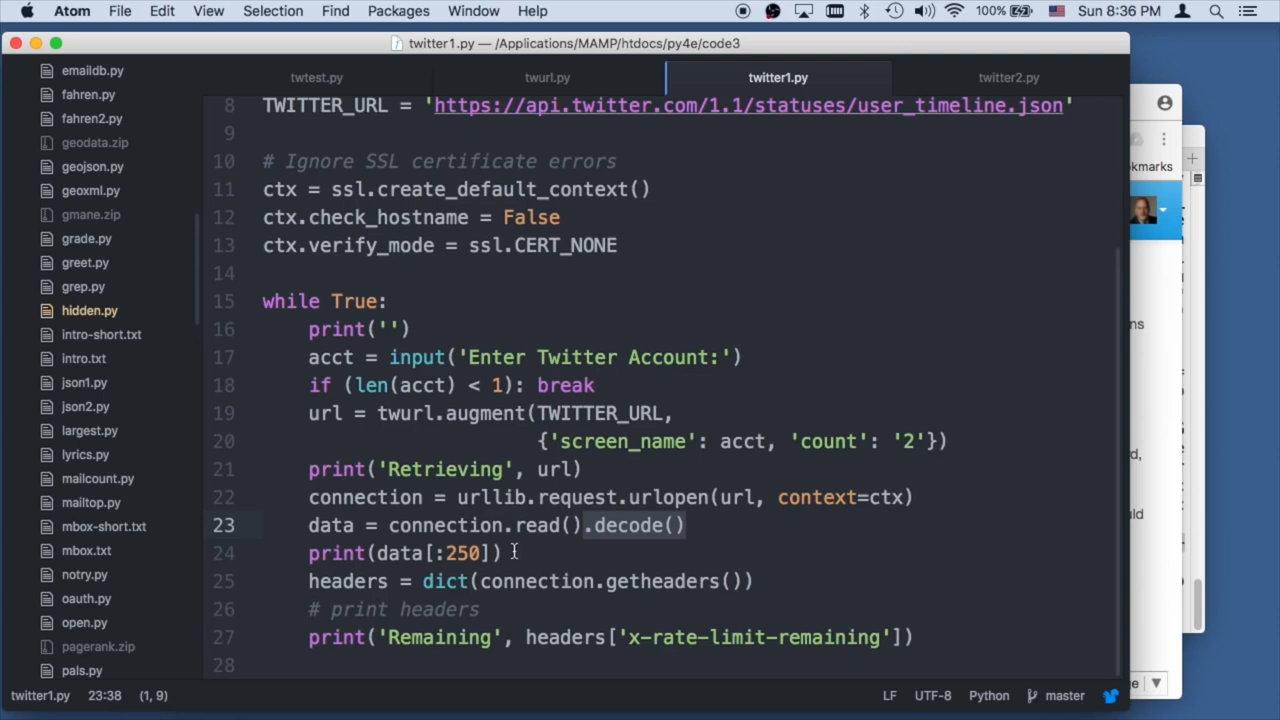 Atom File Edit View Selection Find Packages Window Help 100% Sun 8:36 PM
twitter1.py — /Applications/MAMP/htdocs/py4e/code3
twtest.py twurl.py twitter1.py twitter2.py
emaildb.py
fahren.py
fahren2.py
geodata.zip
geojson.py
geoxml.py
gmane.zip
grade.py
greet.py
grep.py
hidden.py
intro-short.txt
intro.txt
json1.py
json2.py
largest.py
lyrics.py
mailcount.py
mailtop.py
mbox-short.txt
mbox.txt
notry.py
oauth.py
open.py
pagerank.zip
pals.py
8 TWITTER_URL = 'https://api.twitter.com/1.1/statuses/user_timeline.json'
9
10 # Ignore SSL certificate errors
11 ctx = ssl.create_default_context()
12 ctx.check_hostname = False
13 ctx.verify_mode = ssl.CERT_NONE
14
15 while True:
16 print('')
17 acct = input('Enter Twitter Account:')
18 if (len(acct) < 1): break
19 url = twurl.augment(TWITTER_URL,
20 {'screen_name': acct, 'count': '2'})
21 print('Retrieving', url)
22 connection = urllib.request.urlopen(url, context=ctx)
23 data = connection.read().decode()
24 print(data[:250])
25 headers = dict(connection.getheaders())
26 # print headers
27 print('Remaining', headers['x-rate-limit-remaining'])
28
twitter1.py 23:38 (1, 9) LF UTF-8 Python master